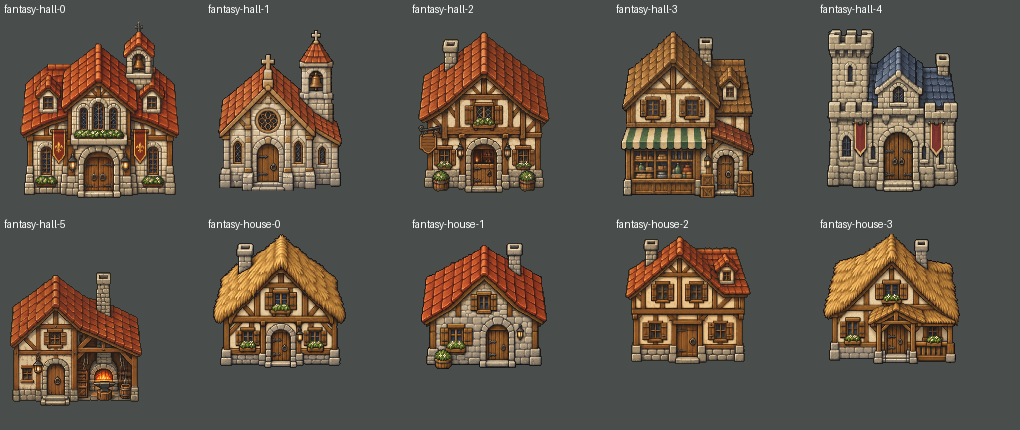 fantasy-hall-0
fantasy-hall-1
fantasy-hall-2
fantasy-hall-3
fantasy-hall-4
fantasy-hall-5
fantasy-house-0
fantasy-house-1
fantasy-house-2
fantasy-house-3